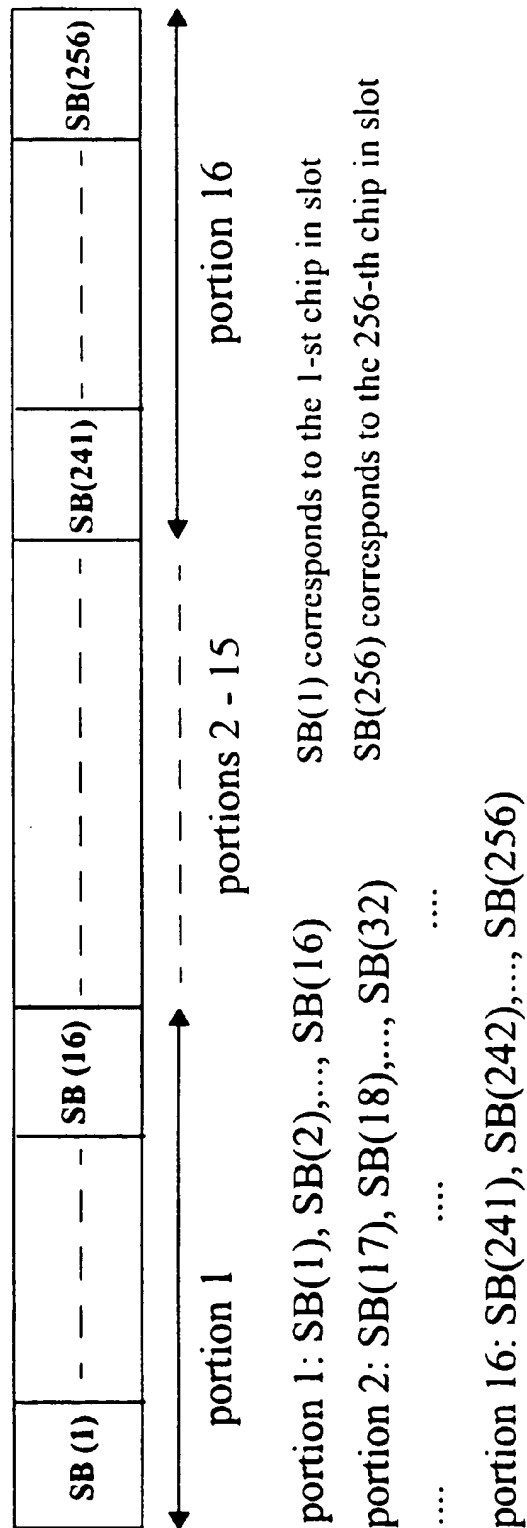 SB (1) — — — — SB (16) — — — — — — — — — SB(241) — — — — SB(256)
portion 1 portions 2 - 15 portion 16
portion 1: SB(1), SB(2),..., SB(16)
portion 2: SB(17), SB(18),..., SB(32)
.... .... ....
portion 16: SB(241), SB(242),..., SB(256)
SB(1) corresponds to the 1-st chip in slot
SB(256) corresponds to the 256-th chip in slot